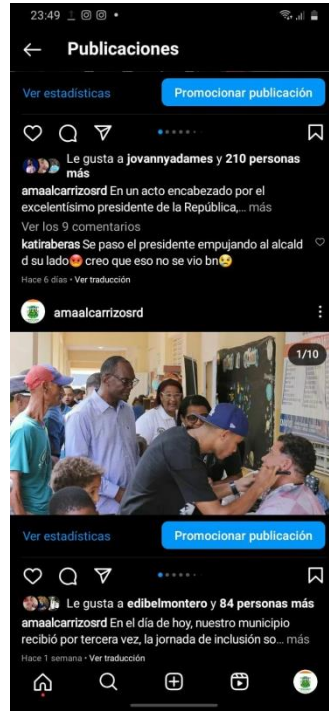 23:49
Publicaciones
Ver estadísticas
Promocionar publicación
Le gusta a jovannyadames y 210 personas
más
amaalcarrizosrd En un acto encabezado por el
excelentísimo presidente de la República,... más
Ver los 9 comentarios
katiraberas Se paso el presidente empujando al alcald
d su lado😡 creo que eso no se vio bn😢
Hace 6 días • Ver traducción
amaalcarrizosrd
1/10
Ver estadísticas
Promocionar publicación
Le gusta a edibelmontero y 84 personas más
amaalcarrizosrd En el día de hoy, nuestro municipio
recibió por tercera vez, la jornada de inclusión so... más
Hace 1 semana • Ver traducción